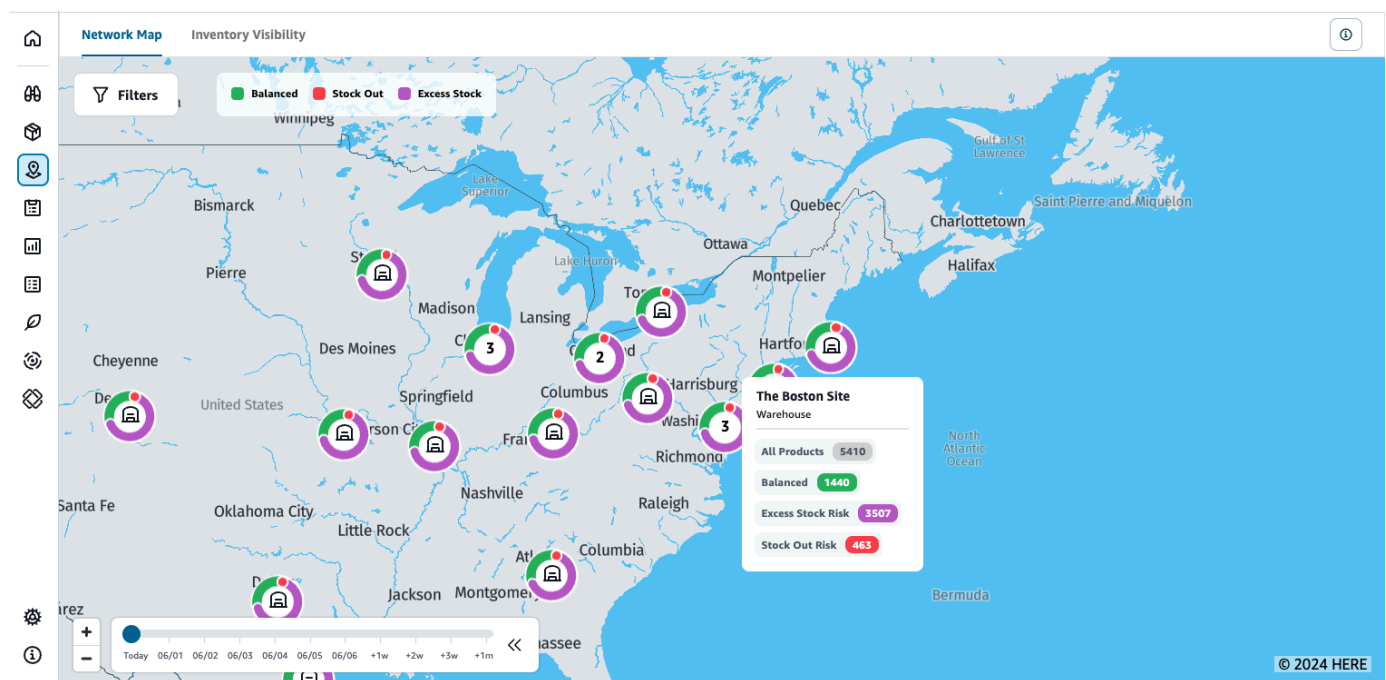 Network Map
Inventory Visibility
Filters
Balanced
Stock Out
Excess Stock
Winnipeg
Gulf of St
Lawrence
Lake
Superior
Saint Pierre and Miquelon
Bismarck
Quebec
Charlottetown
Ottawa
Lake Huron
Halifax
Pierre
Montpelier
Madison
Lansing
3
Des Moines
2
Cheyenne
Harrisburg
Columbus
Springfield
United States
The Boston Site
Warehouse
3
Richmond
All Products 5410
Balanced 1440
Excess Stock Risk 3507
Stock Out Risk 463
North
Atlantic
Ocean
Nashville
Raleigh
Santa Fe
Oklahoma City
Little Rock
Columbia
Jackson
Montgomery
Bermuda
+
−
Today 06/01 06/02 06/03 06/04 06/05 06/06 +1w +2w +3w +1m
© 2024 HERE